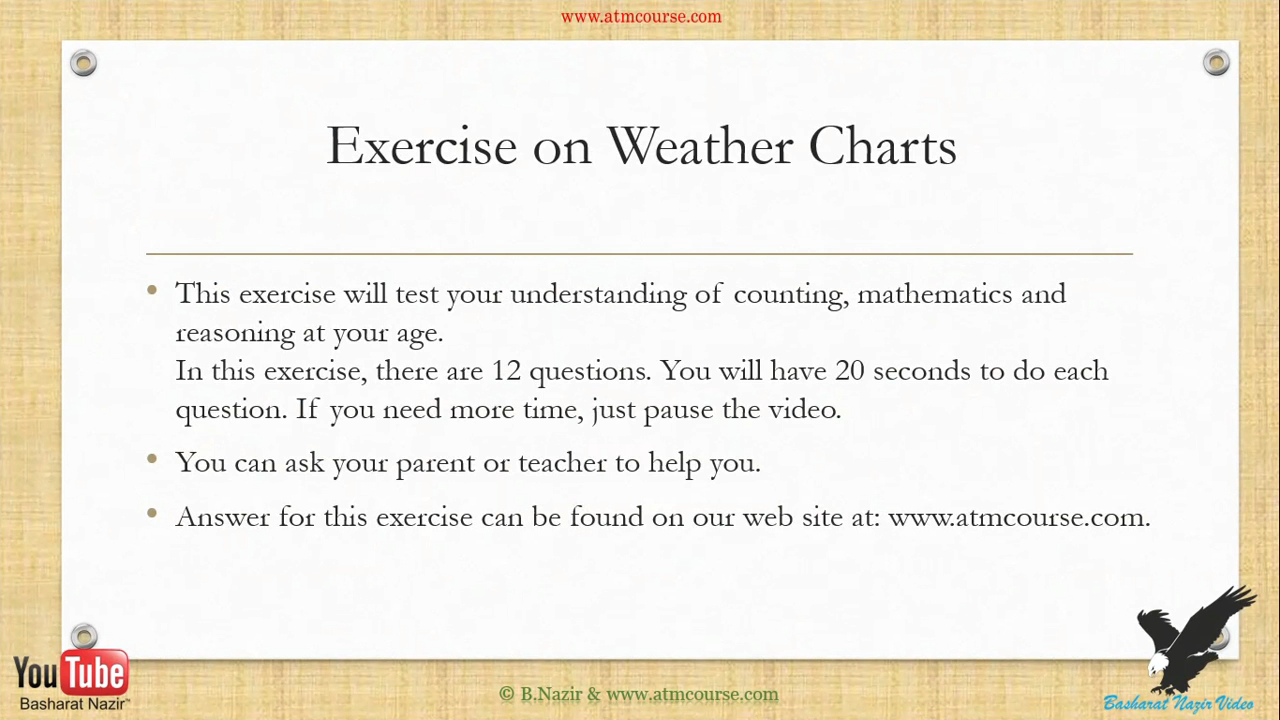 www.atmcourse.com
Exercise on Weather Charts
• This exercise will test your understanding of counting, mathematics and
reasoning at your age.
In this exercise, there are 12 questions. You will have 20 seconds to do each
question. If you need more time, just pause the video.
• You can ask your parent or teacher to help you.
• Answer for this exercise can be found on our web site at: www.atmcourse.com.
YouTube
Basharat Nazir™
© B.Nazir & www.atmcourse.com
Basharat Nazir Video